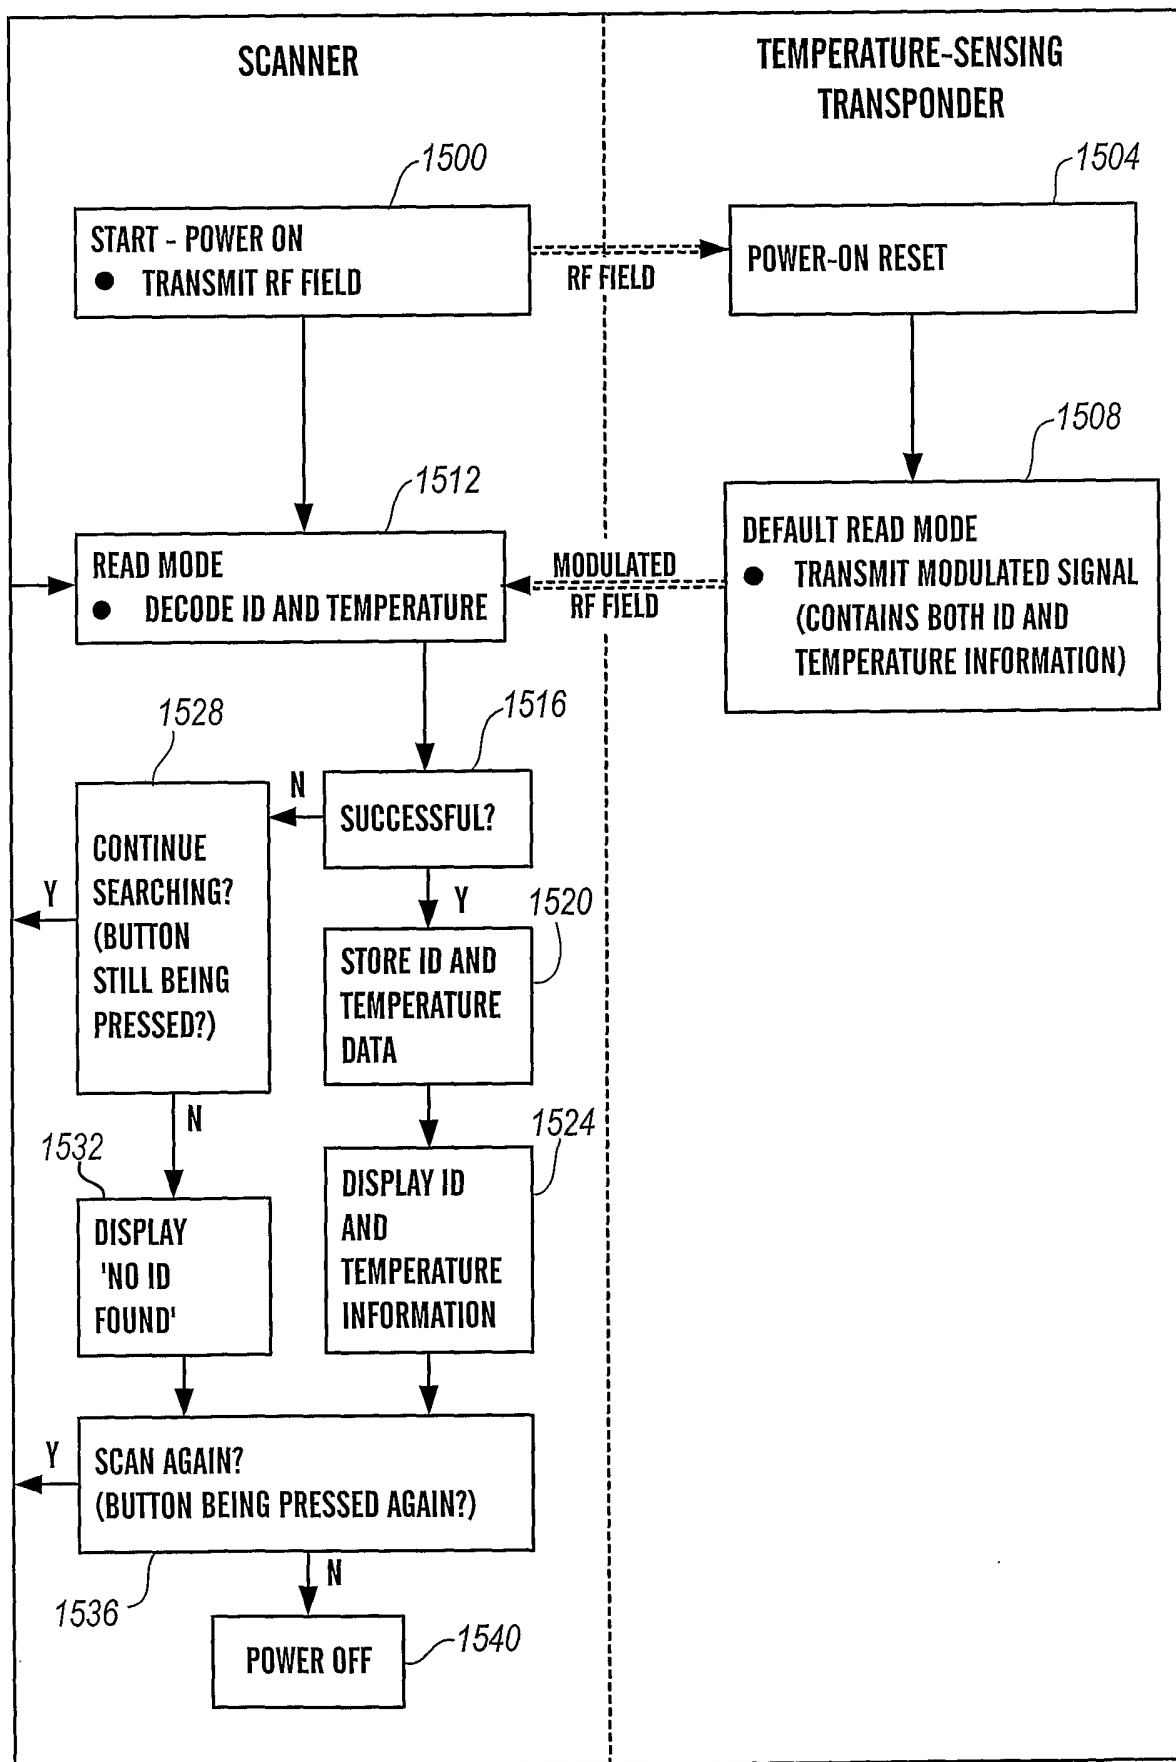 SCANNER
TEMPERATURE-SENSING
TRANSPONDER
1500
START - POWER ON
● TRANSMIT RF FIELD
RF FIELD
1504
POWER-ON RESET
1508
DEFAULT READ MODE
● TRANSMIT MODULATED SIGNAL
(CONTAINS BOTH ID AND
TEMPERATURE INFORMATION)
MODULATED
RF FIELD
1512
READ MODE
● DECODE ID AND TEMPERATURE
1516
SUCCESSFUL?
N
Y
1528
CONTINUE
SEARCHING?
(BUTTON
STILL BEING
PRESSED?)
Y
N
1520
STORE ID AND
TEMPERATURE
DATA
1524
DISPLAY ID
AND
TEMPERATURE
INFORMATION
1532
DISPLAY
'NO ID
FOUND'
Y
SCAN AGAIN?
(BUTTON BEING PRESSED AGAIN?)
1536
N
POWER OFF
1540